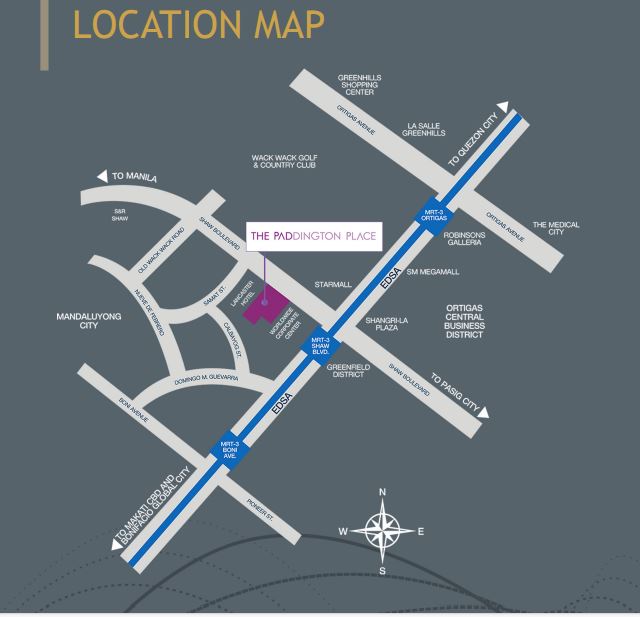 LOCATION MAP
GREENHILLS
SHOPPING
CENTER
ORTIGAS AVENUE
LA SALLE
GREENHILLS
TO QUEZON CITY
WACK WACK GOLF
& COUNTRY CLUB
TO MANILA
S&R
SHAW
OLD WACK WACK ROAD
SHAW BOULEVARD
THE PADDINGTON PLACE
MRT-3
ORTIGAS
ORTIGAS AVENUE
THE MEDICAL
CITY
ROBINSONS
GALLERIA
EDSA
SM MEGAMALL
STARMALL
SAMAT ST.
LANCASTER
HOTEL
WORLDWIDE
CORPORATE
CENTER
NUEVE DE FEBRERO
MANDALUYONG
CITY
CALBAYOG ST.
SHANGRI-LA
PLAZA
ORTIGAS
CENTRAL
BUSINESS
DISTRICT
MRT-3
SHAW
BLVD.
GREENFIELD
DISTRICT
SHAW BOULEVARD
TO PASIG CITY
DOMINGO M. GUEVARRA
EDSA
BONI AVENUE
MRT-3
BONI
AVE.
PIONEER ST.
TO MAKATI CBD AND
BONIFACIO GLOBAL CITY
N
W
E
S